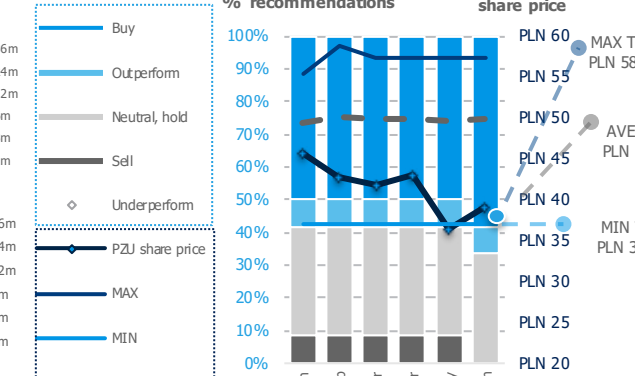 % recommendations
share price
Buy
Outperform
Neutral, hold
Sell
Underperform
PZU share price
MAX
MIN
100%
90%
80%
70%
60%
50%
40%
30%
20%
10%
0%
PLN 60
PLN 55
PLN 50
PLN 45
PLN 40
PLN 35
PLN 30
PLN 25
PLN 20
MAX T
PLN 58
AVE
PLN
MIN
PLN 3
6m
4m
2m
m
m
m
6m
4m
2m
m
m
m